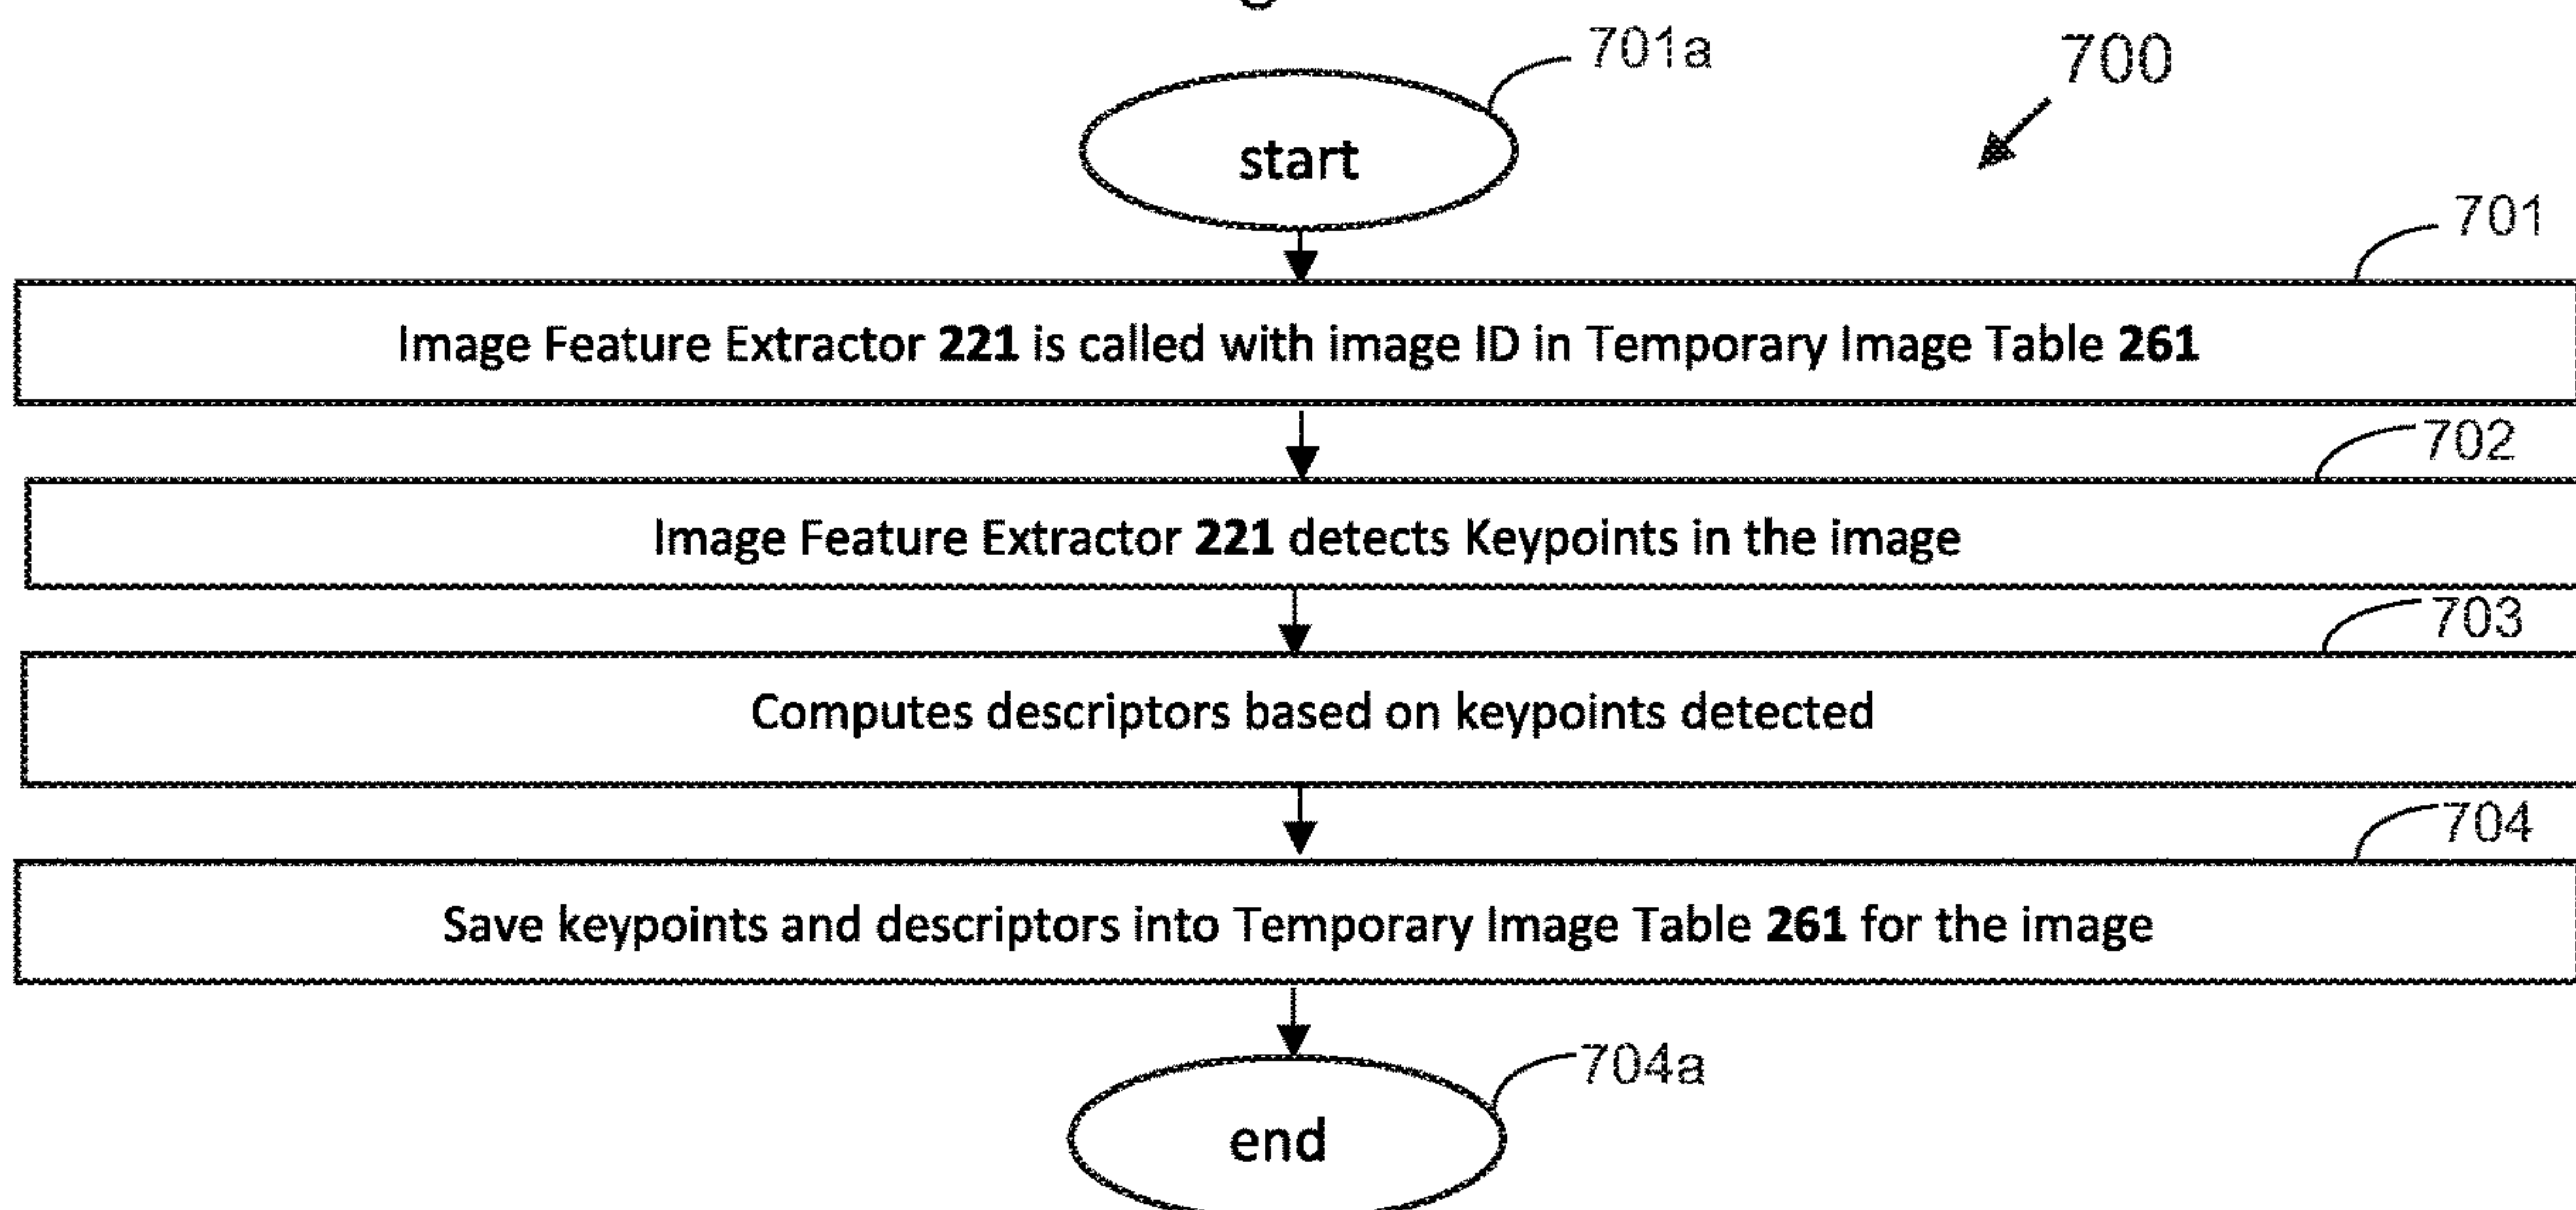 701a
700
start
701
Image Feature Extractor 221 is called with image ID in Temporary Image Table 261
702
Image Feature Extractor 221 detects Keypoints in the image
703
Computes descriptors based on keypoints detected
704
Save keypoints and descriptors into Temporary Image Table 261 for the image
704a
end